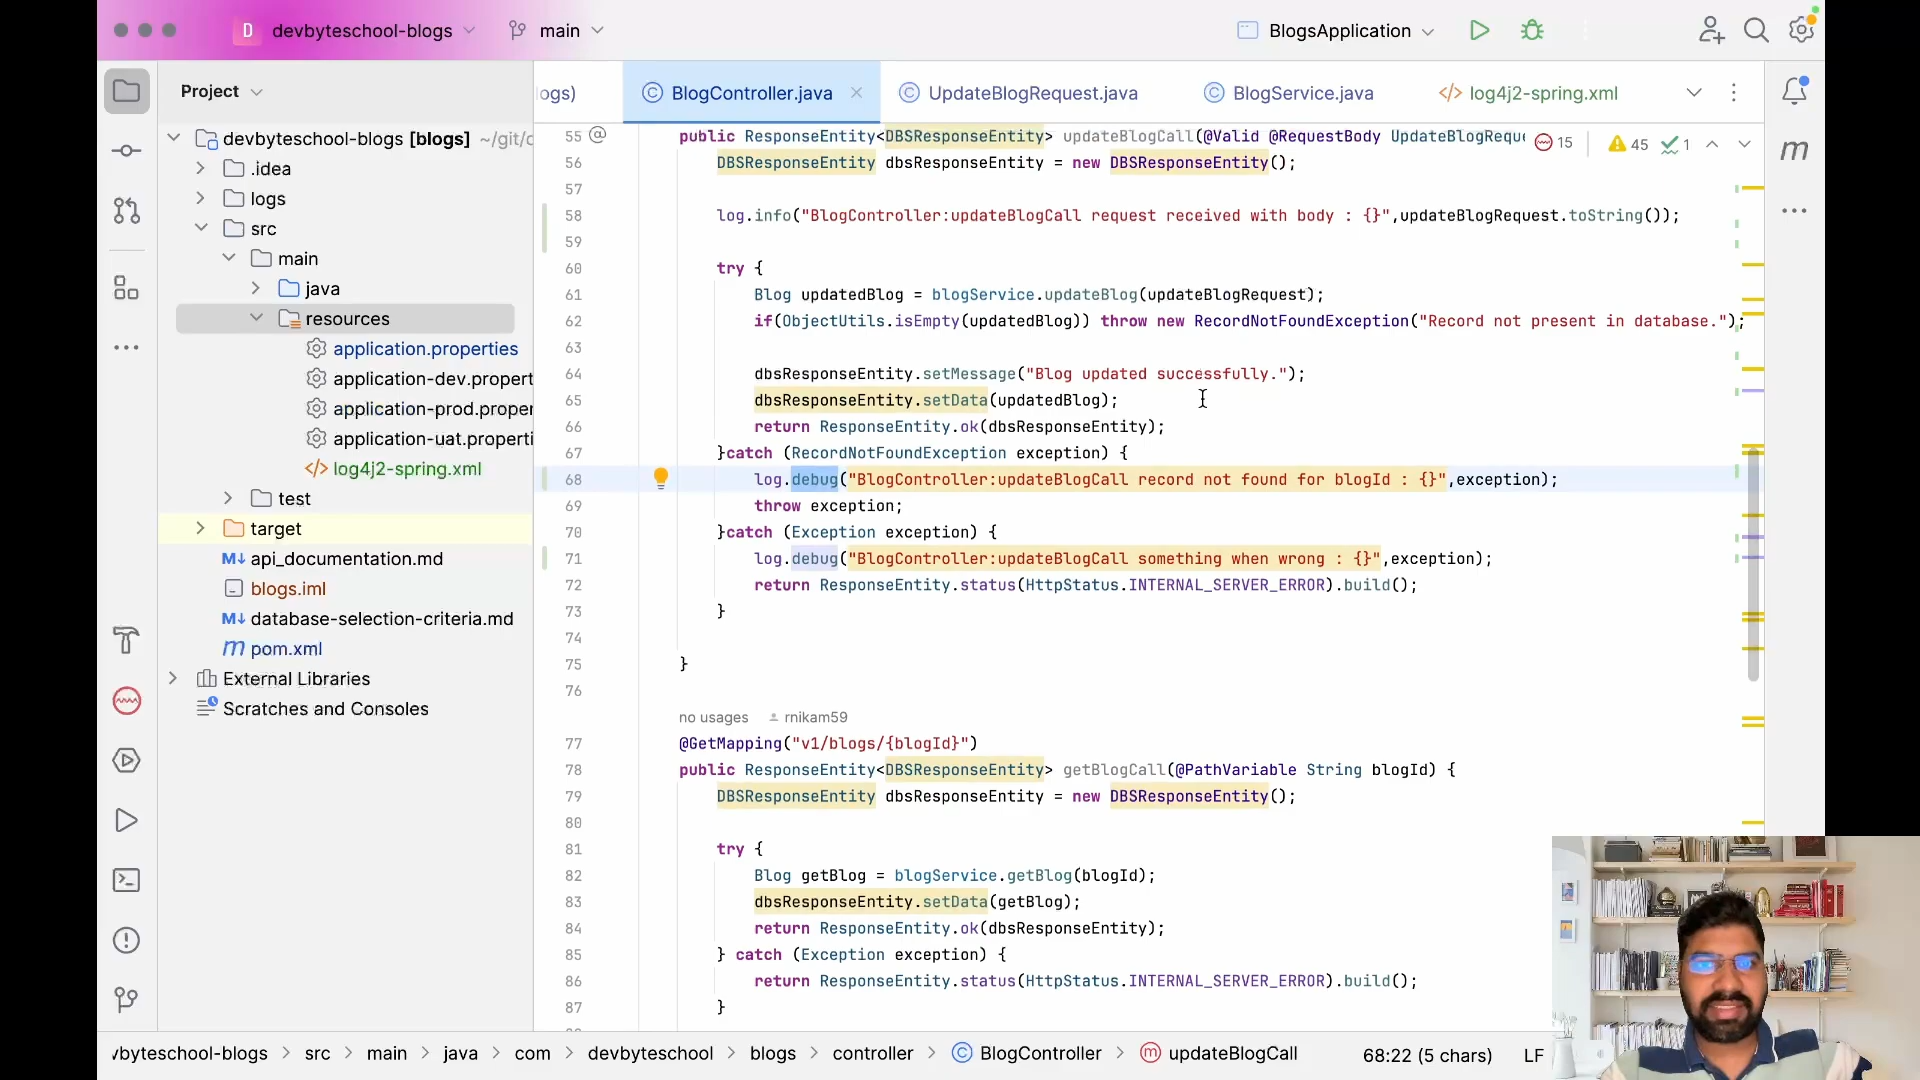 D devbyteschool-blogs main BlogsApplication
Project
logs) BlogController.java UpdateBlogRequest.java BlogService.java </> log4j2-spring.xml
devbyteschool-blogs [blogs] ~/git/d
.idea
logs
src
main
java
resources
application.properties
application-dev.propert
application-prod.proper
application-uat.properti
</> log4j2-spring.xml
test
target
M↓ api_documentation.md
blogs.iml
M↓ database-selection-criteria.md
m pom.xml
External Libraries
Scratches and Consoles
15 45 1
m
55 @ public ResponseEntity<DBSResponseEntity> updateBlogCall(@Valid @RequestBody UpdateBlogReque
56 DBSResponseEntity dbsResponseEntity = new DBSResponseEntity();
57
58 log.info("BlogController:updateBlogCall request received with body : {}",updateBlogRequest.toString());
59
60 try {
61 Blog updatedBlog = blogService.updateBlog(updateBlogRequest);
62 if(ObjectUtils.isEmpty(updatedBlog)) throw new RecordNotFoundException("Record not present in database.");
63
64 dbsResponseEntity.setMessage("Blog updated successfully.");
65 dbsResponseEntity.setData(updatedBlog);
66 return ResponseEntity.ok(dbsResponseEntity);
67 }catch (RecordNotFoundException exception) {
68 log.debug("BlogController:updateBlogCall record not found for blogId : {}",exception);
69 throw exception;
70 }catch (Exception exception) {
71 log.debug("BlogController:updateBlogCall something when wrong : {}",exception);
72 return ResponseEntity.status(HttpStatus.INTERNAL_SERVER_ERROR).build();
73 }
74
75 }
76
no usages rnikam59
77 @GetMapping("v1/blogs/{blogId}")
78 public ResponseEntity<DBSResponseEntity> getBlogCall(@PathVariable String blogId) {
79 DBSResponseEntity dbsResponseEntity = new DBSResponseEntity();
80
81 try {
82 Blog getBlog = blogService.getBlog(blogId);
83 dbsResponseEntity.setData(getBlog);
84 return ResponseEntity.ok(dbsResponseEntity);
85 } catch (Exception exception) {
86 return ResponseEntity.status(HttpStatus.INTERNAL_SERVER_ERROR).build();
87 }
vbyteschool-blogs > src > main > java > com > devbyteschool > blogs > controller > BlogController > updateBlogCall 68:22 (5 chars) LF